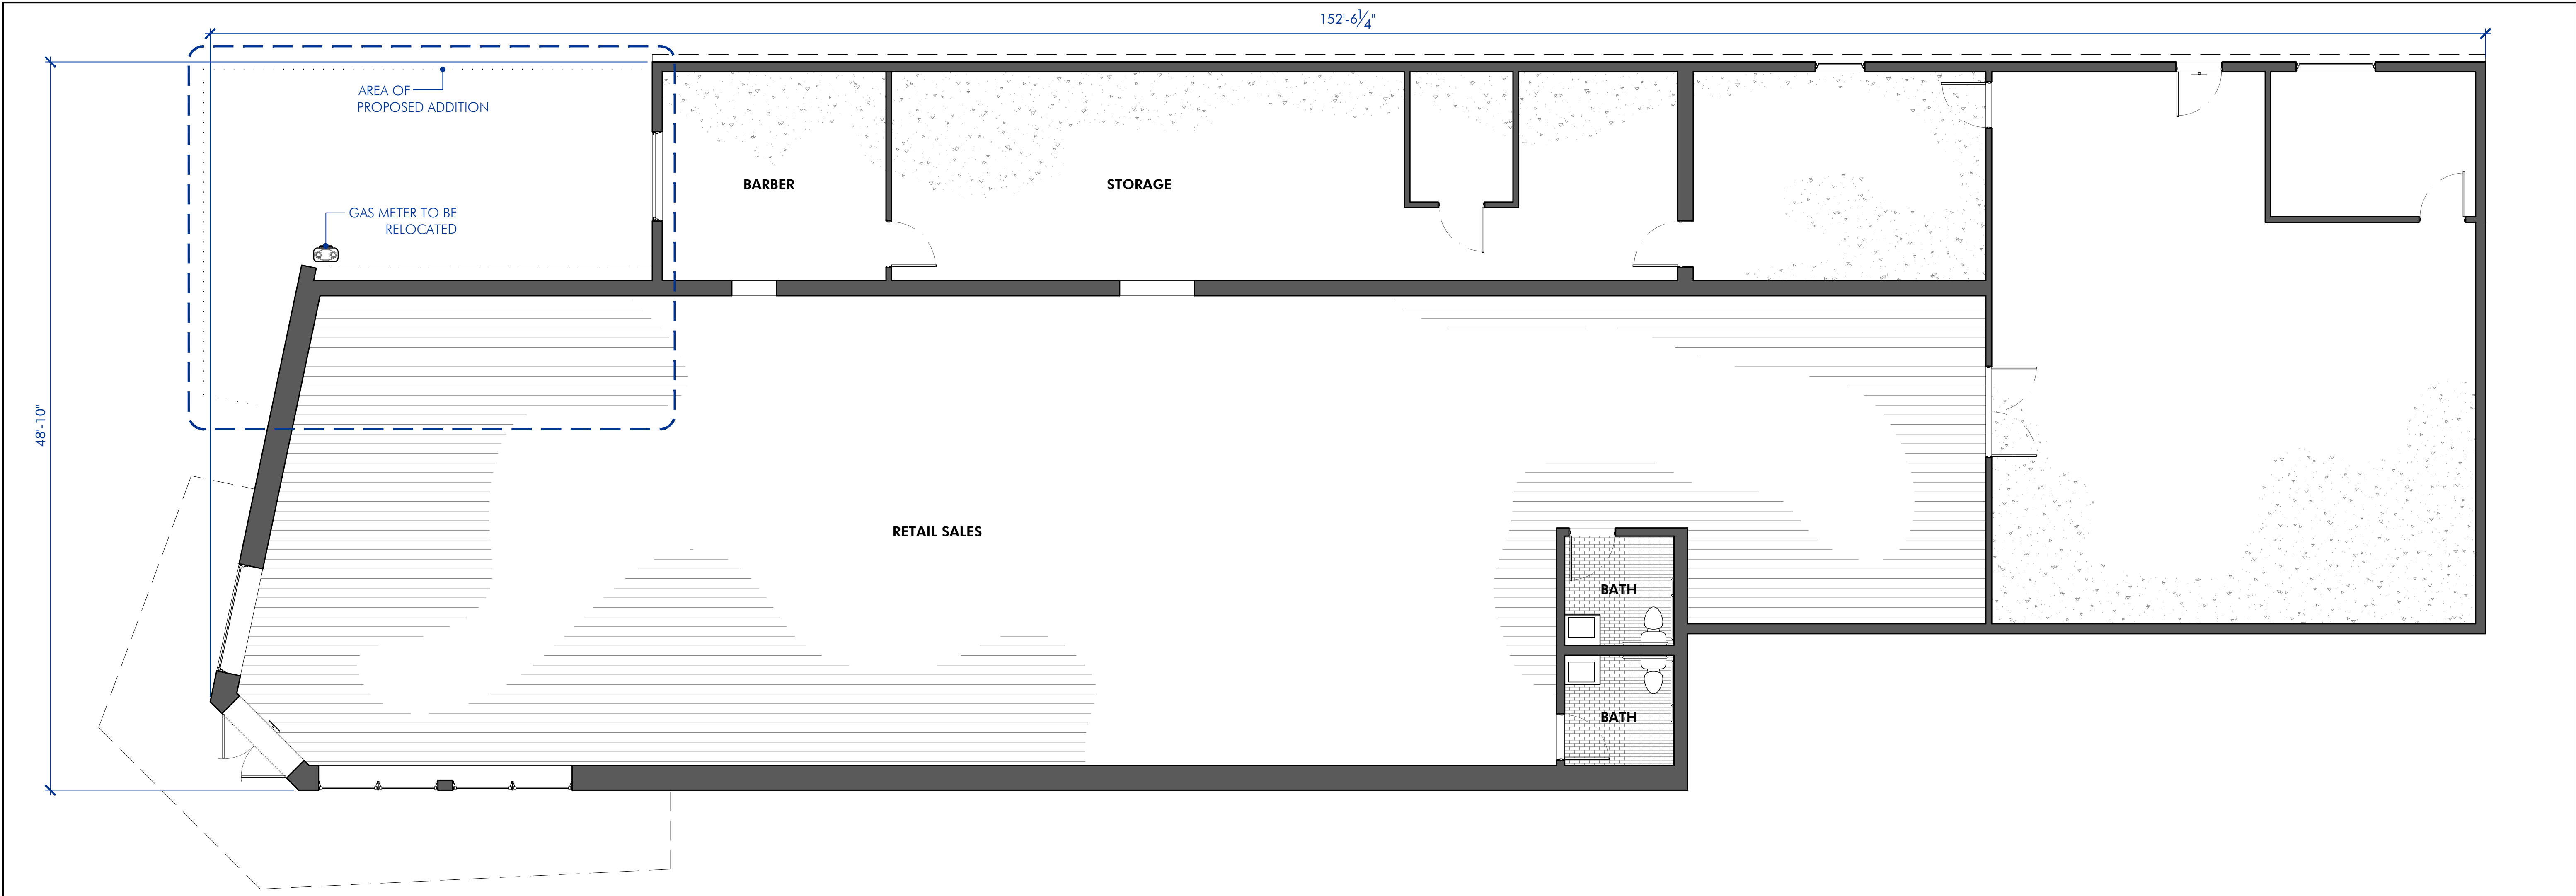 152'-6 1/4"
AREA OF
PROPOSED ADDITION
GAS METER TO BE
RELOCATED
BARBER
STORAGE
48'-10"
RETAIL SALES
BATH
BATH